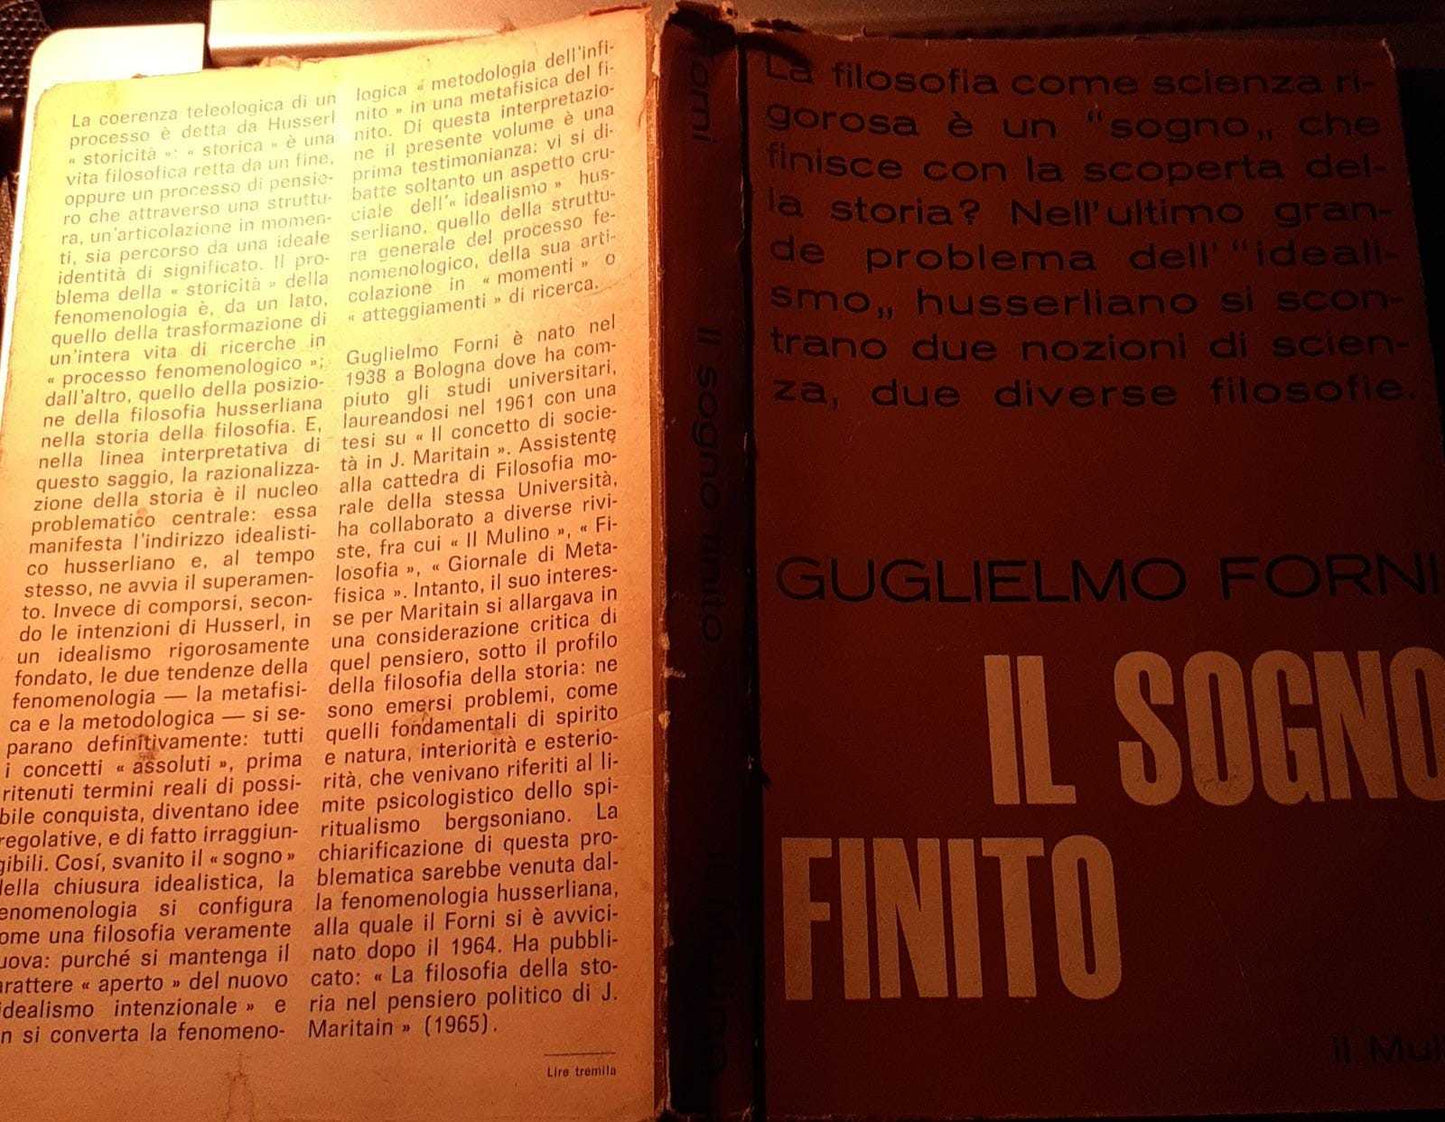 La coerenza teleologica di un
processo è detta da Husserl
« storicità »: « storica » è una
vita filosofica retta da un fine,
oppure un processo di pensie-
ro che attraverso una struttu-
ra, un'articolazione in momen-
ti, sia percorso da una ideale
identità di significato. Il pro-
blema della « storicità » della
fenomenologia è, da un lato,
quello della trasformazione di
un'intera vita di ricerche in
« processo fenomenologico »;
dall'altro, quello della posizio-
ne della filosofia husserliana
nella storia della filosofia. E,
nella linea interpretativa di
questo saggio, la razionalizza-
zione della storia è il nucleo
problematico centrale: essa
manifesta l'indirizzo idealisti-
co husserliano e, al tempo
stesso, ne avvia il superamen-
to. Invece di comporsi, secon-
do le intenzioni di Husserl, in
un idealismo rigorosamente
fondato, le due tendenze della
fenomenologia — la metafisi-
ca e la metodologica — si se-
parano definitivamente: tutti
i concetti « assoluti », prima
ritenuti termini reali di possi-
bile conquista, diventano idee
regolative, e di fatto irraggiun-
gibili. Cosí, svanito il « sogno »
della chiusura idealistica, la
enomenologia si configura
ome una filosofia veramente
uova: purché si mantenga il
arattere « aperto » del nuovo
idealismo intenzionale » e
n si converta la fenomeno-
logica « metodologia dell'infi-
nito » in una metafisica del fi-
nito. Di questa interpretazio-
ne il presente volume è una
prima testimonianza: vi si di-
batte soltanto un aspetto cru-
ciale dell'« idealismo » hus-
serliano, quello della struttu-
ra generale del processo fe-
nomenologico, della sua arti-
colazione in « momenti » o
« atteggiamenti » di ricerca.
Guglielmo Forni è nato nel
1938 a Bologna dove ha com-
piuto gli studi universitari,
laureandosi nel 1961 con una
tesi su « Il concetto di socie-
tà in J. Maritain ». Assistente
alla cattedra di Filosofia mo-
rale della stessa Università,
ha collaborato a diverse rivi-
ste, fra cui « Il Mulino », « Fi-
losofia », « Giornale di Meta-
fisica ». Intanto, il suo interes-
se per Maritain si allargava in
una considerazione critica di
quel pensiero, sotto il profilo
della filosofia della storia: ne
sono emersi problemi, come
quelli fondamentali di spirito
e natura, interiorità e esterio-
rità, che venivano riferiti al li-
mite psicologistico dello spi-
ritualismo bergsoniano. La
chiarificazione di questa pro-
blematica sarebbe venuta dal-
la fenomenologia husserliana,
alla quale il Forni si è avvici-
nato dopo il 1964. Ha pubbli-
cato: « La filosofia della sto-
ria nel pensiero politico di J.
Maritain » (1965).
Lire tremila
Forni Il sogno finito Il Mulino
La filosofia come scienza ri-
gorosa è un “sogno„ che
finisce con la scoperta del-
la storia? Nell'ultimo gran-
de problema dell' “ideali-
smo„ husserliano si scon-
trano due nozioni di scien-
za, due diverse filosofie.
GUGLIELMO FORNI
IL SOGNO
FINITO
il Muli